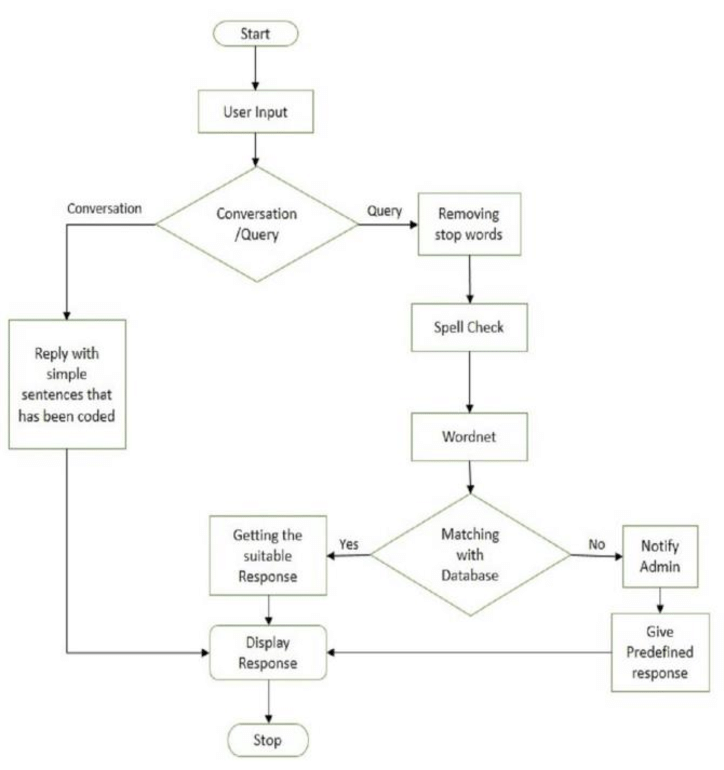 Start
User Input
Conversation
Conversation
/Query
Query
Removing
stop words
Spell Check
Reply with
simple
sentences that
has been coded
Wordnet
Getting the
suitable
Response
Yes
Matching
with
Database
No
Notify
Admin
Display
Response
Give
Predefined
response
Stop